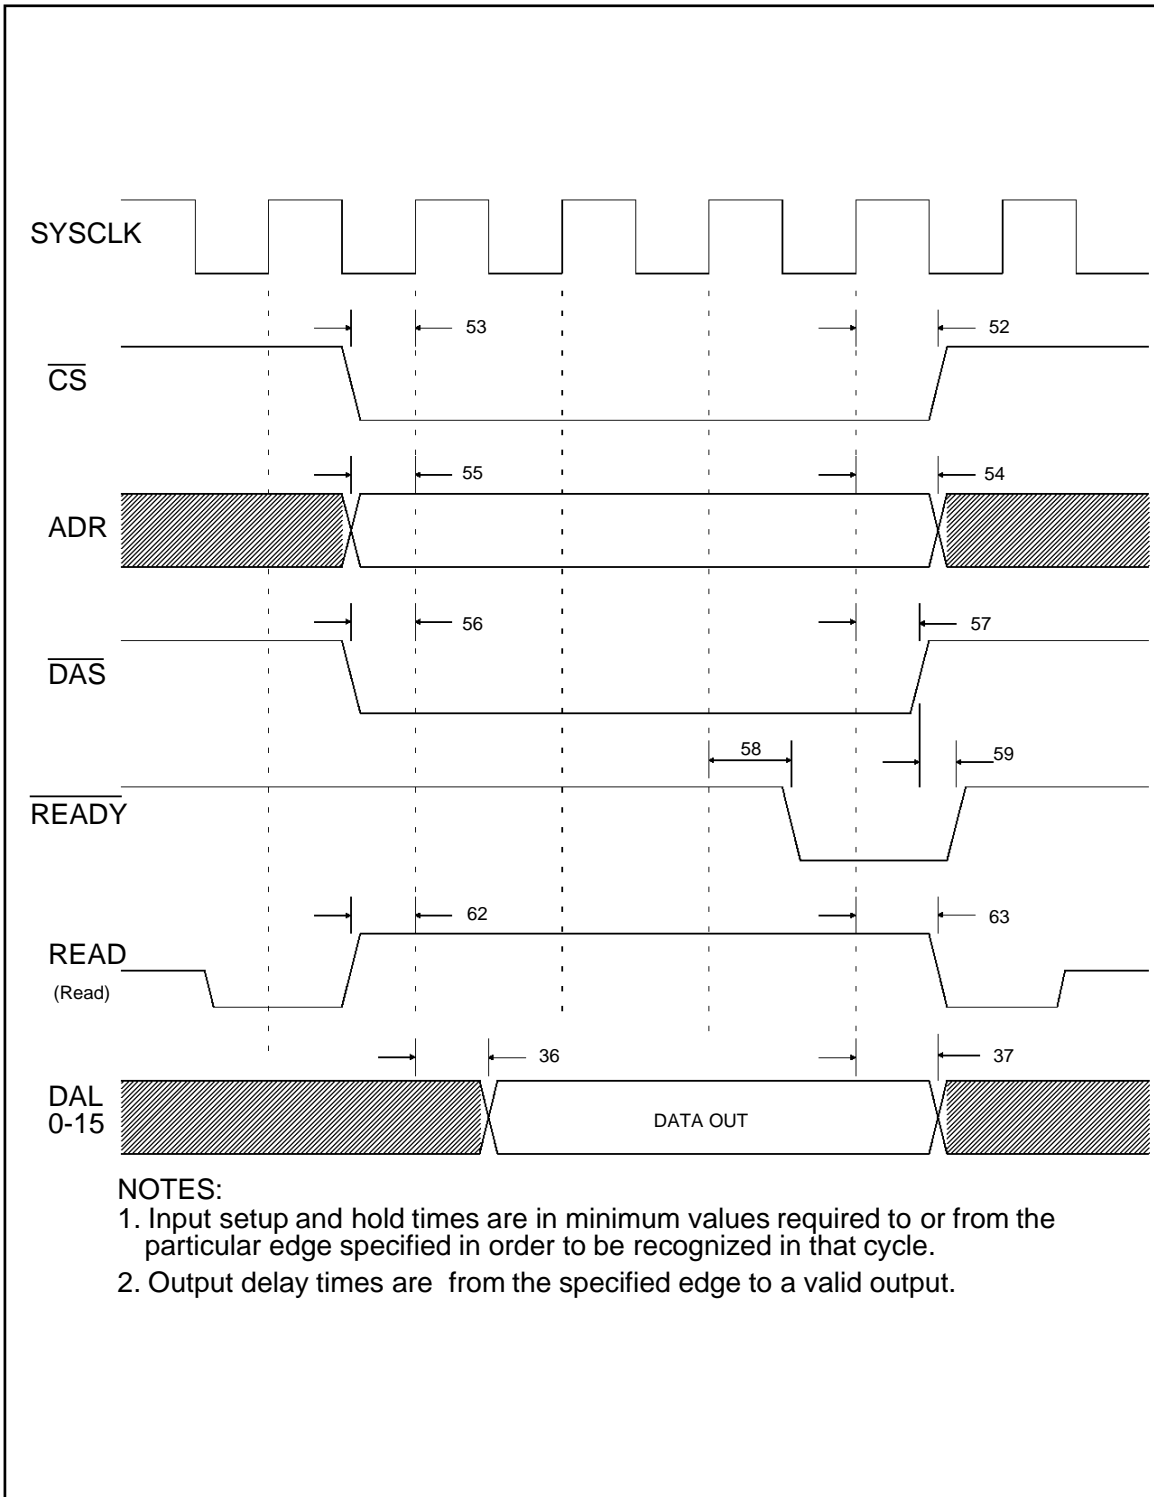 SYSCLK
53
52
CS
55
54
ADR
56
57
DAS
58
59
READY
62
63
READ
(Read)
36
37
DAL
0-15
DATA OUT
NOTES:
1. Input setup and hold times are in minimum values required to or from the
particular edge specified in order to be recognized in that cycle.
2. Output delay times are from the specified edge to a valid output.